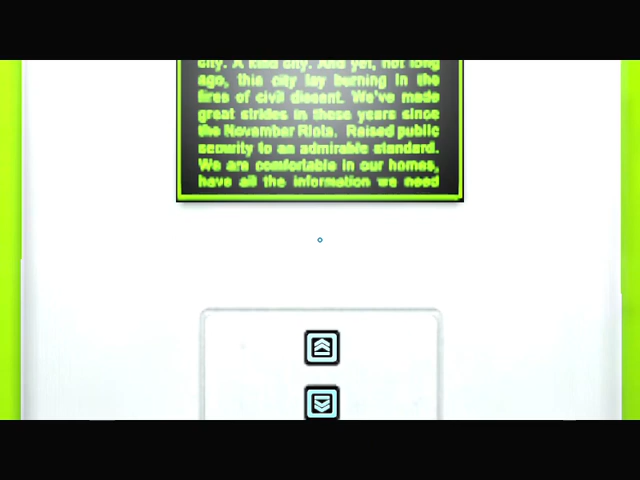 city. A kind city. And yet, not long
ago, this city lay burning in the
fires of civil dissent. We've made
great strides in these years since
the November Riots. Raised public
security to an admirable standard.
We are comfortable in our homes,
have all the information we need